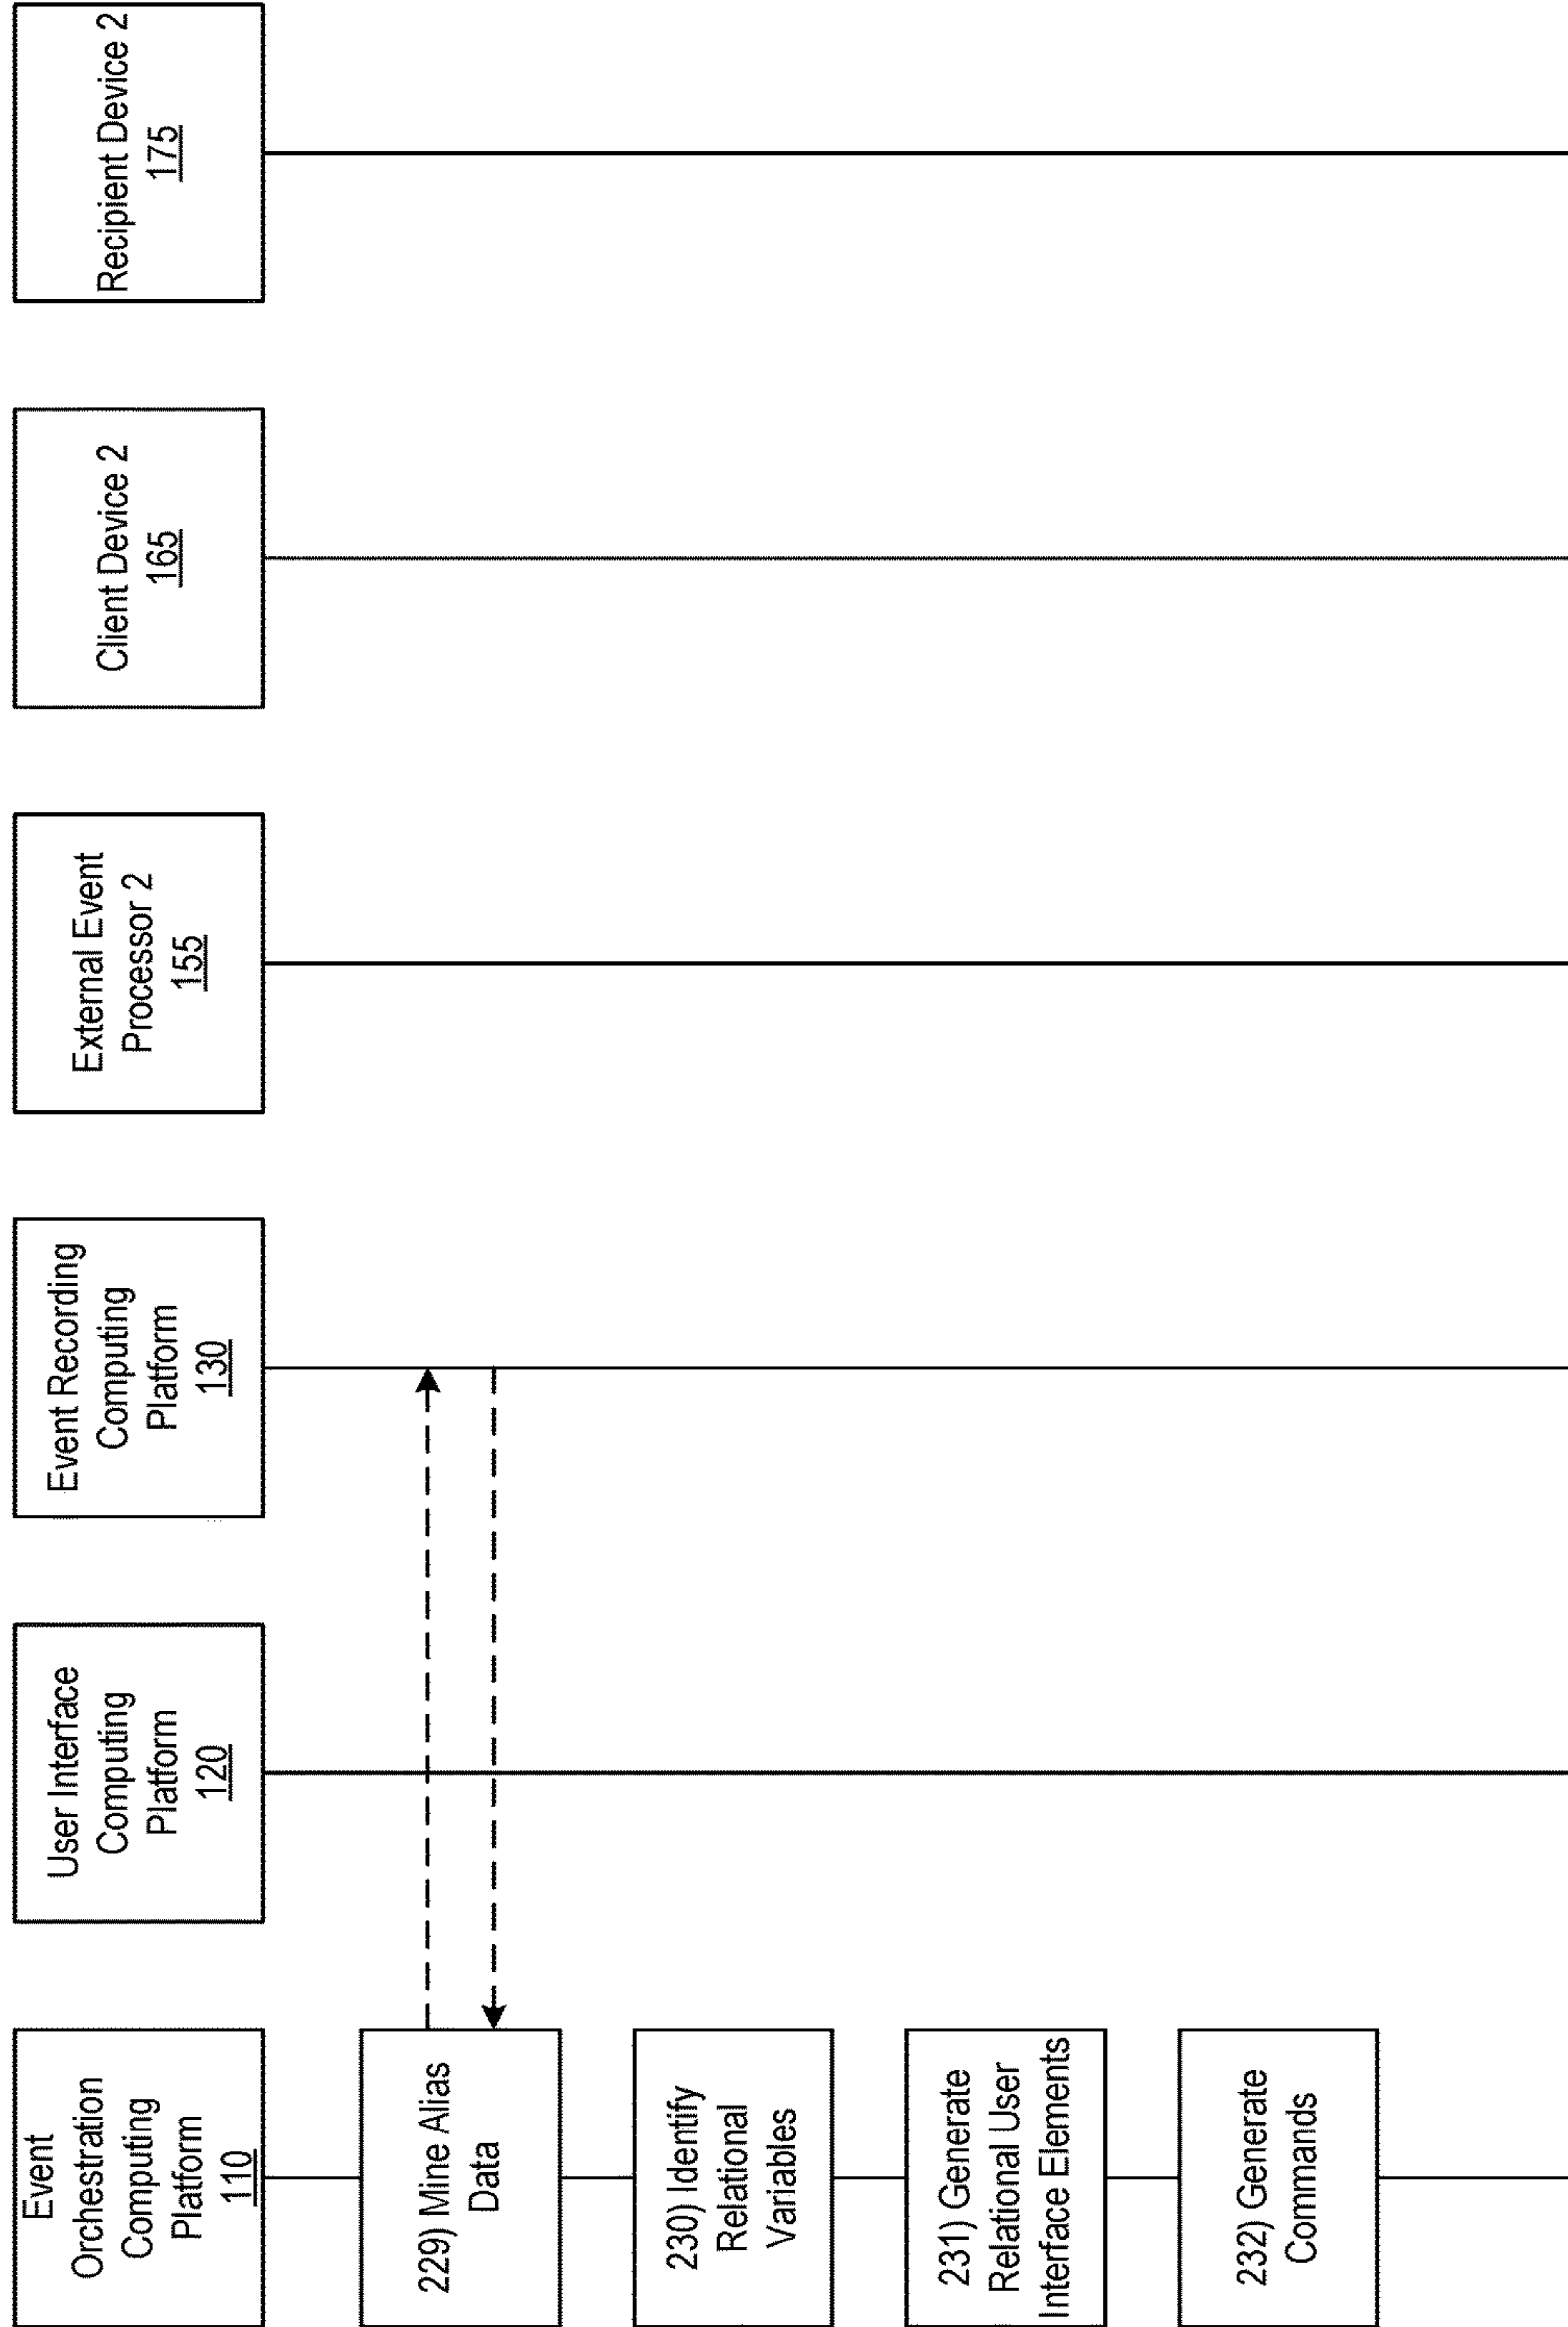 Event
Orchestration
Computing
Platform
110
User Interface
Computing
Platform
120
Event Recording
Computing
Platform
130
External Event
Processor 2
155
Client Device 2
165
Recipient Device 2
175
229) Mine Alias
Data
230) Identify
Relational
Variables
231) Generate
Relational User
Interface Elements
232) Generate
Commands